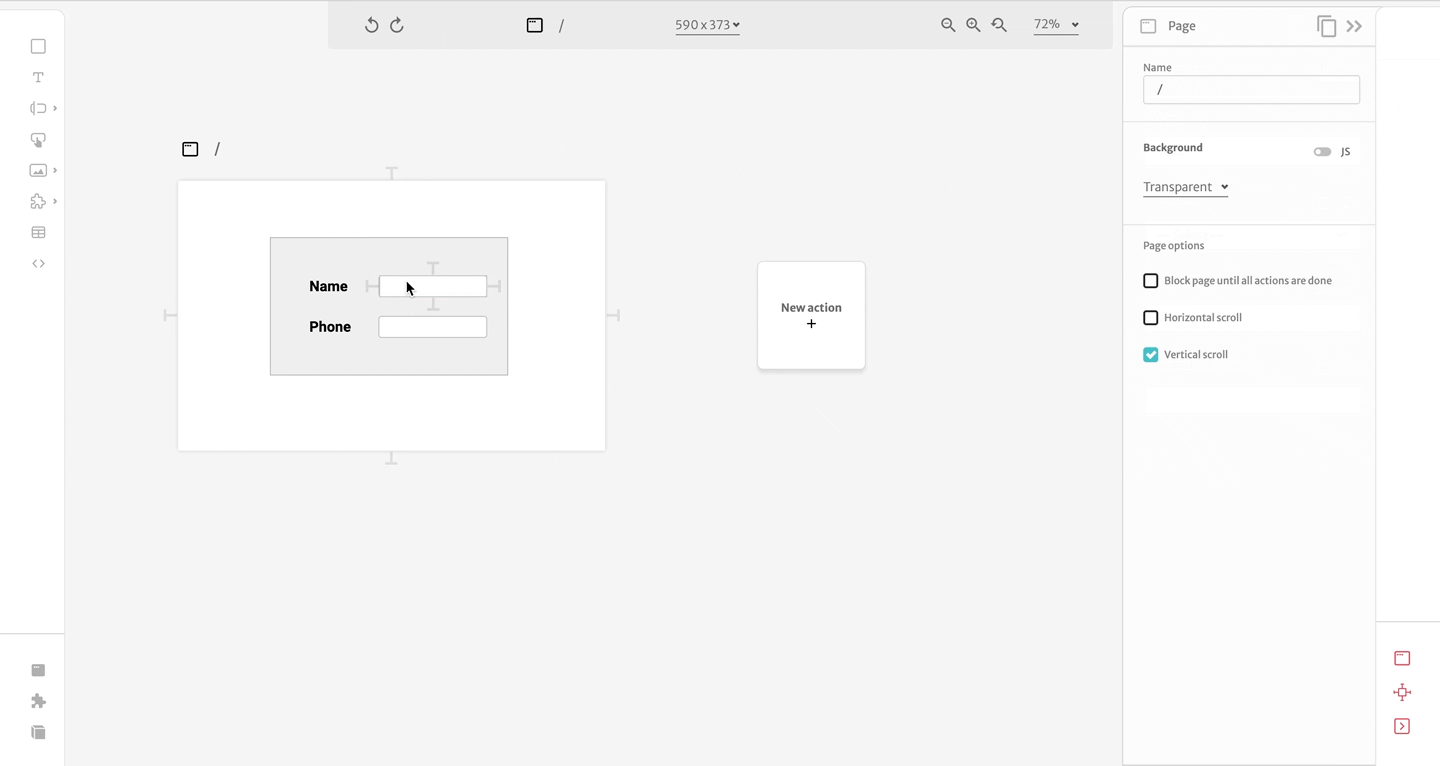 /
590 x 373
72%
Page
Name
/
Background
JS
Transparent
Page options
Block page until all actions are done
Horizontal scroll
Vertical scroll
/
Name
Phone
New action
+